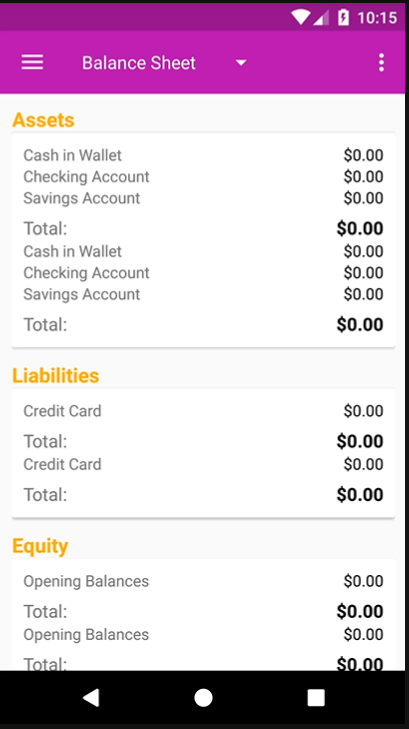 10:15
Balance Sheet
Assets
Cash in Wallet $0.00
Checking Account $0.00
Savings Account $0.00
Total: $0.00
Cash in Wallet $0.00
Checking Account $0.00
Savings Account $0.00
Total: $0.00
Liabilities
Credit Card $0.00
Total: $0.00
Credit Card $0.00
Total: $0.00
Equity
Opening Balances $0.00
Total: $0.00
Opening Balances $0.00
Total: $0.00